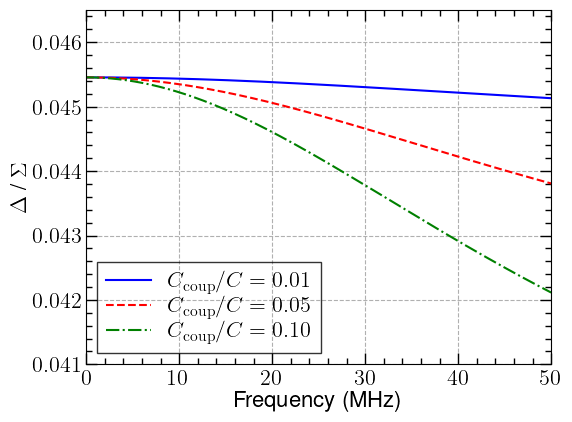 0.046
0.045
0.044
0.043
0.042
0.041
Δ / Σ
C_coup/C = 0.01
C_coup/C = 0.05
C_coup/C = 0.10
0 10 20 30 40 50
Frequency (MHz)